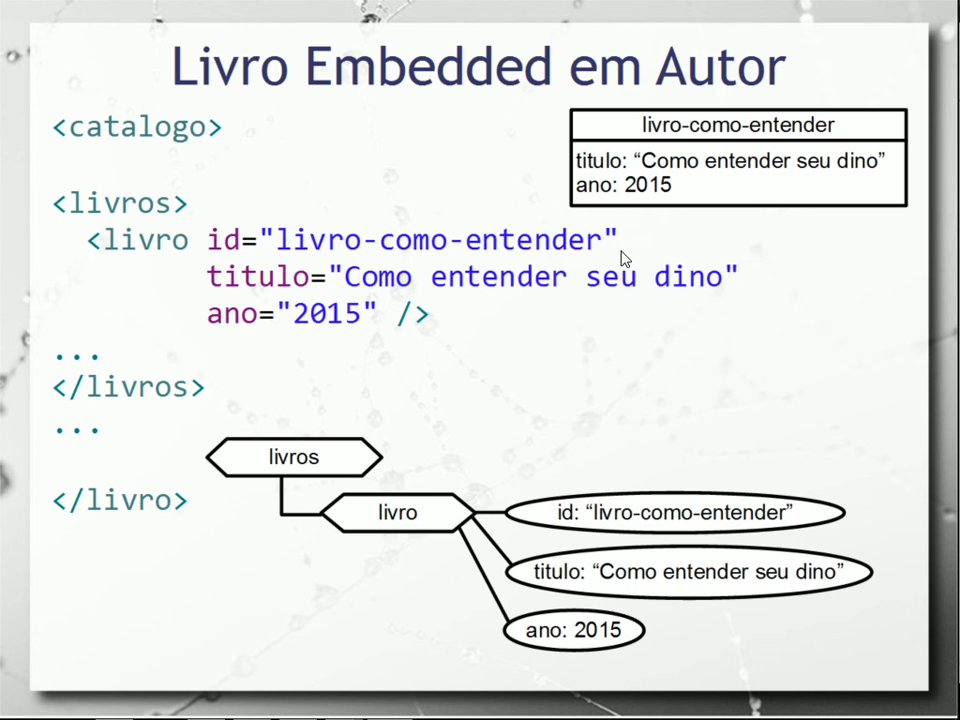 Livro Embedded em Autor
<catalogo>
livro-como-entender
titulo: “Como entender seu dino”
ano: 2015
<livros>
<livro id="livro-como-entender"
titulo="Como entender seu dino"
ano="2015" />
...
</livros>
...
livros
</livro>
livro
id: “livro-como-entender”
titulo: “Como entender seu dino”
ano: 2015